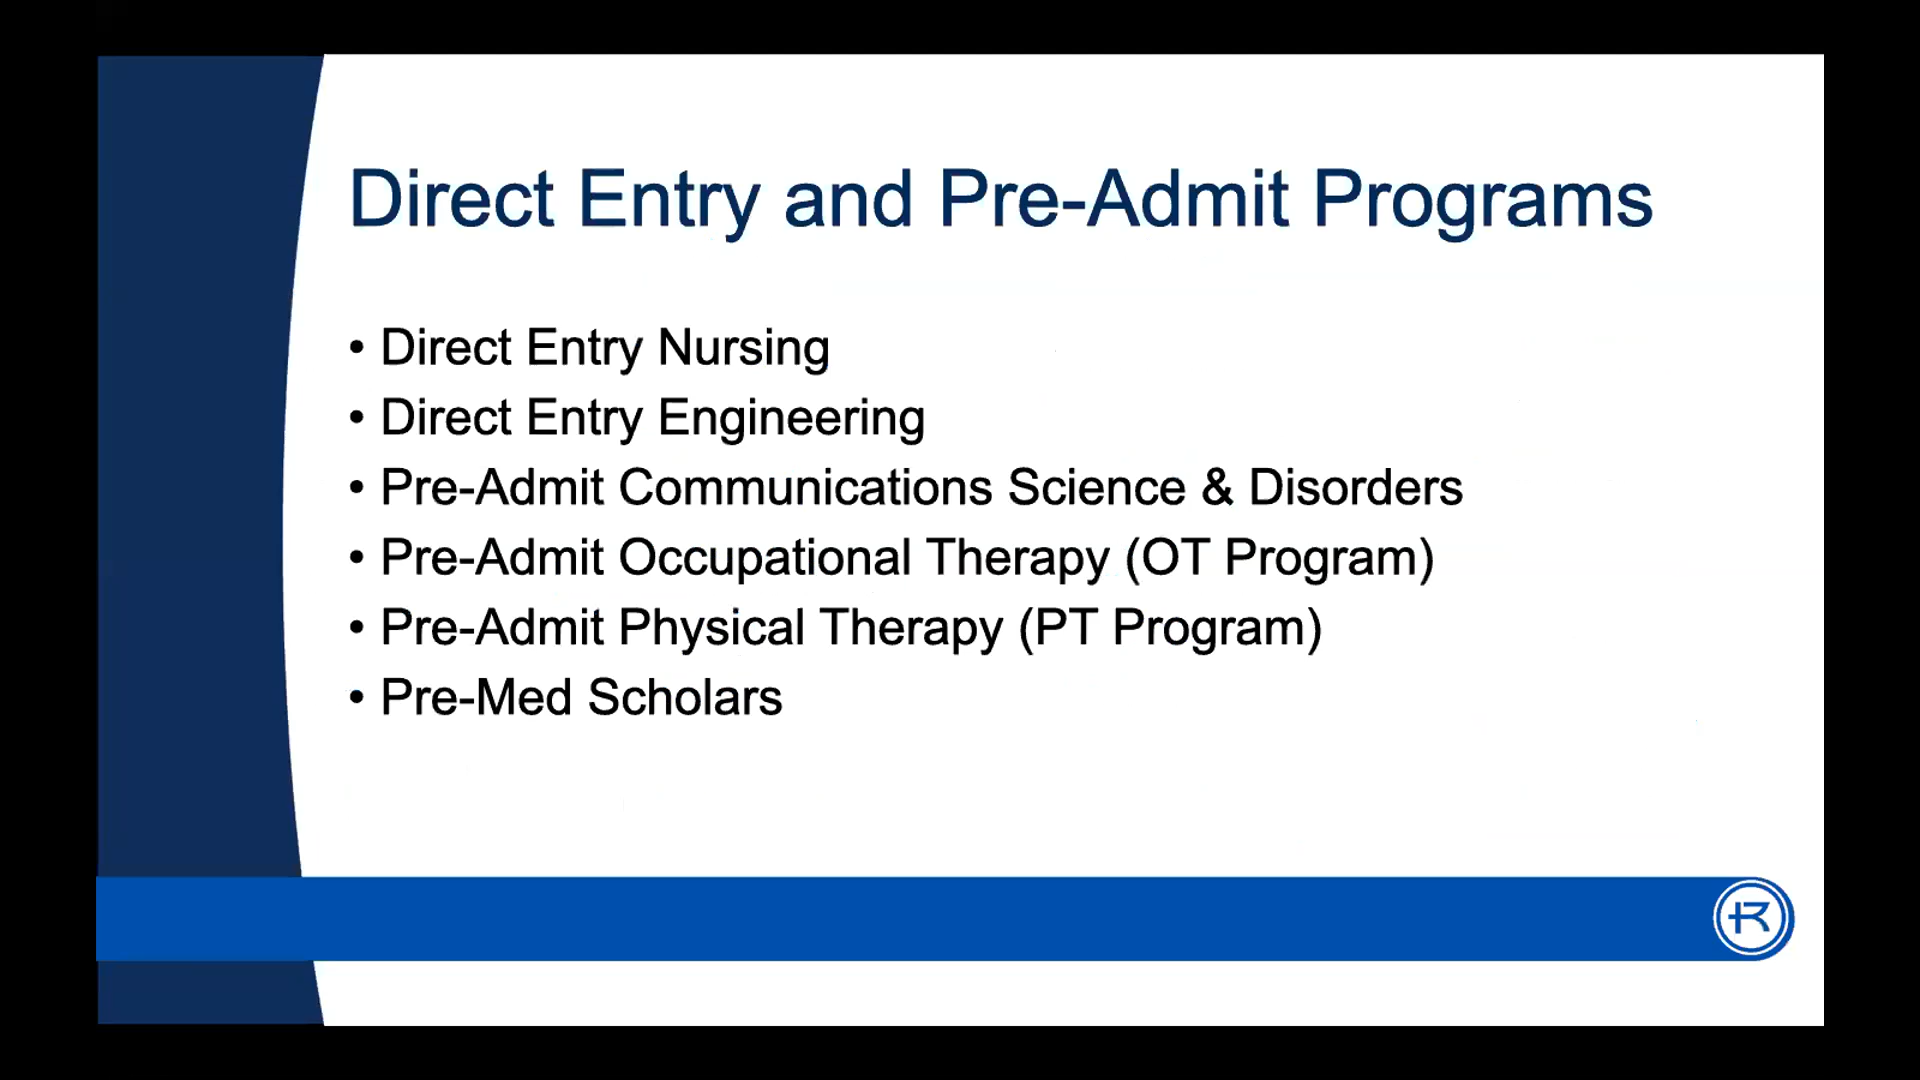 Direct Entry and Pre-Admit Programs
• Direct Entry Nursing
• Direct Entry Engineering
• Pre-Admit Communications Science & Disorders
• Pre-Admit Occupational Therapy (OT Program)
• Pre-Admit Physical Therapy (PT Program)
• Pre-Med Scholars